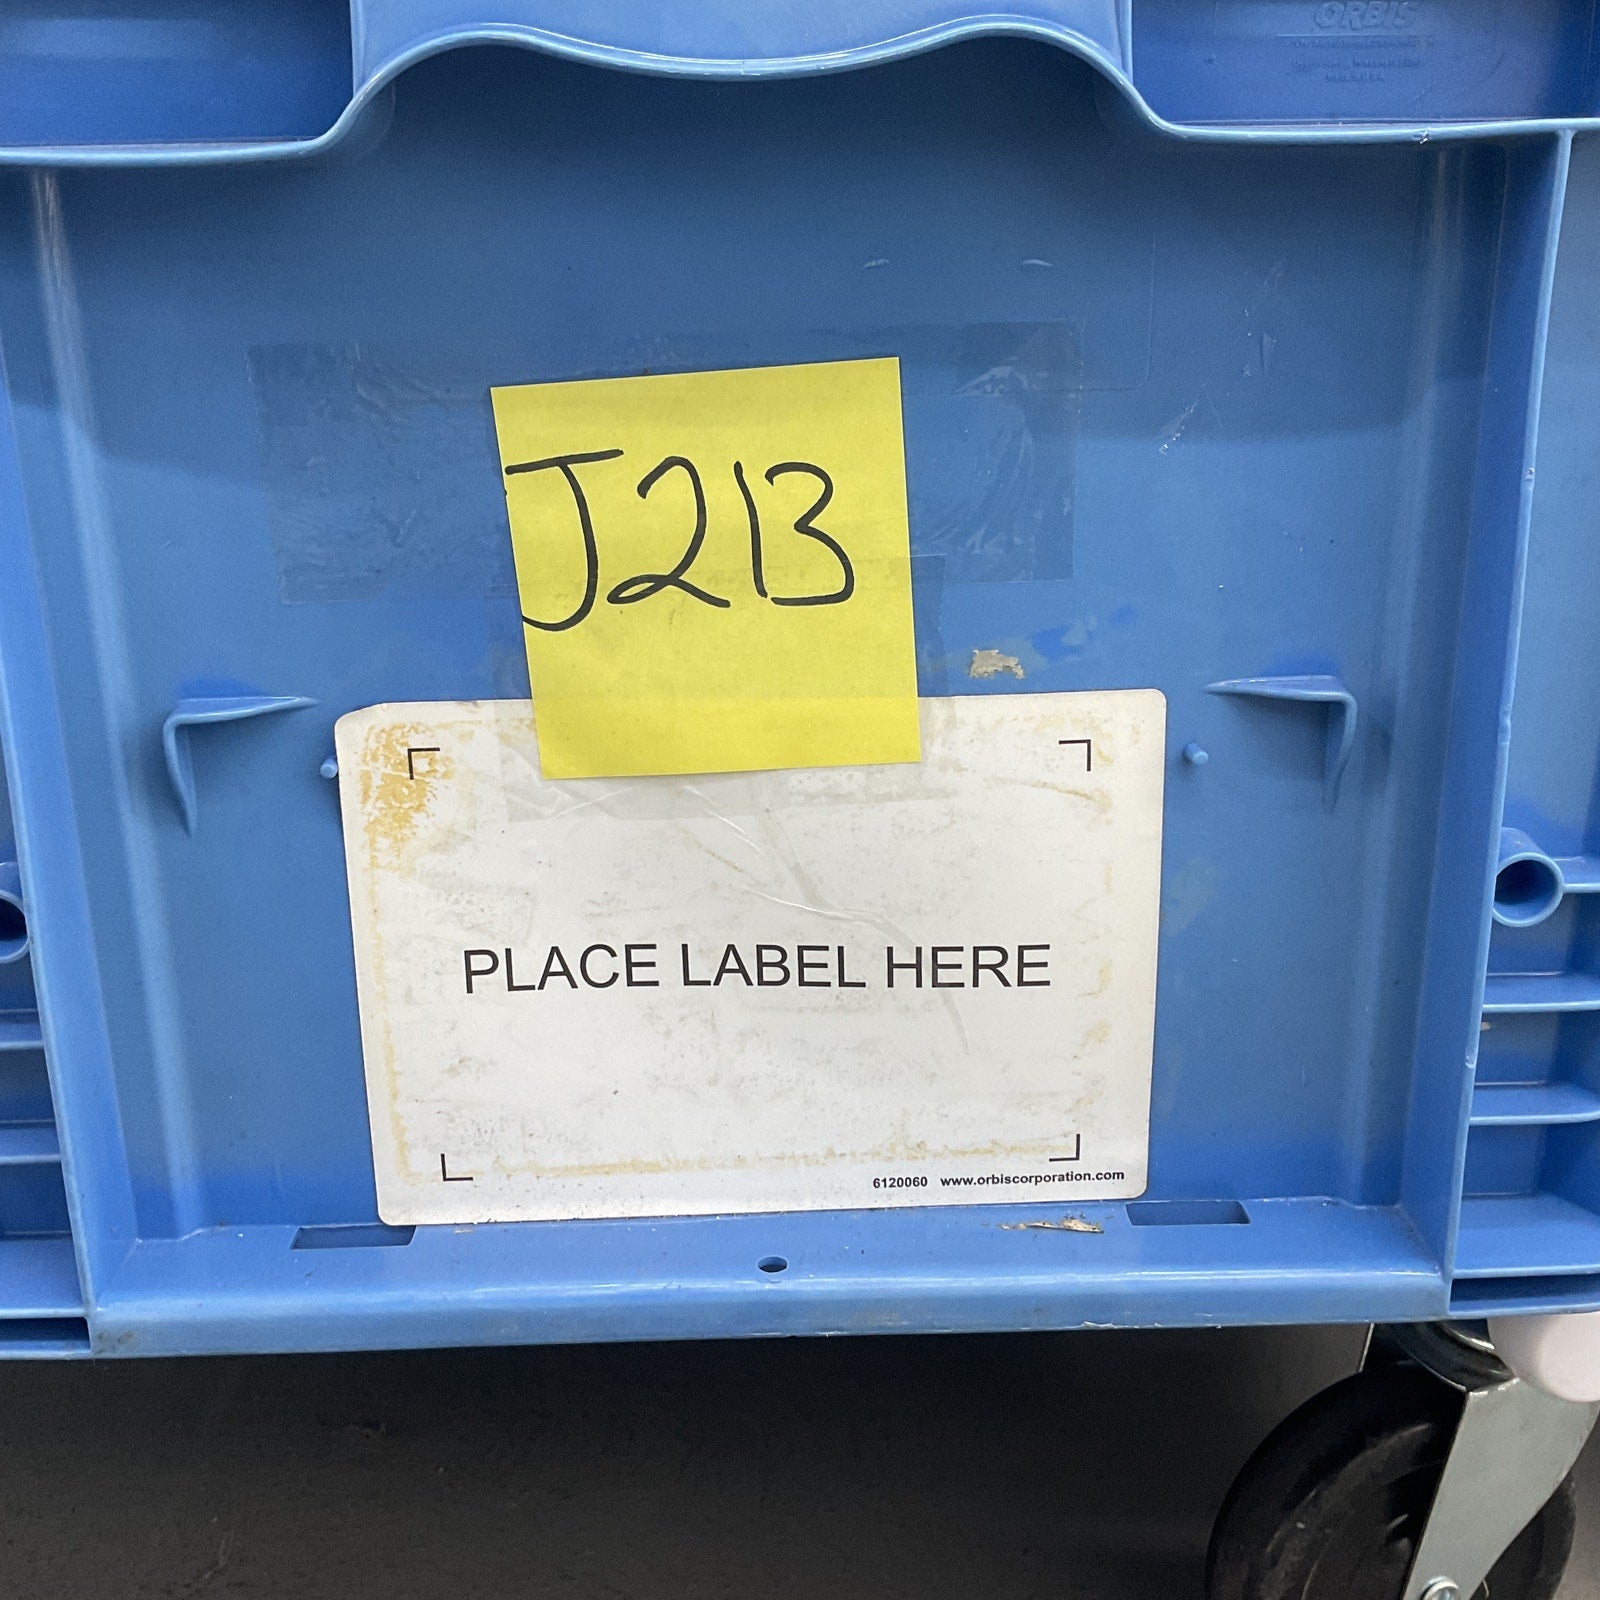 ORBIS
J213
PLACE LABEL HERE
6120060 www.orbiscorporation.com